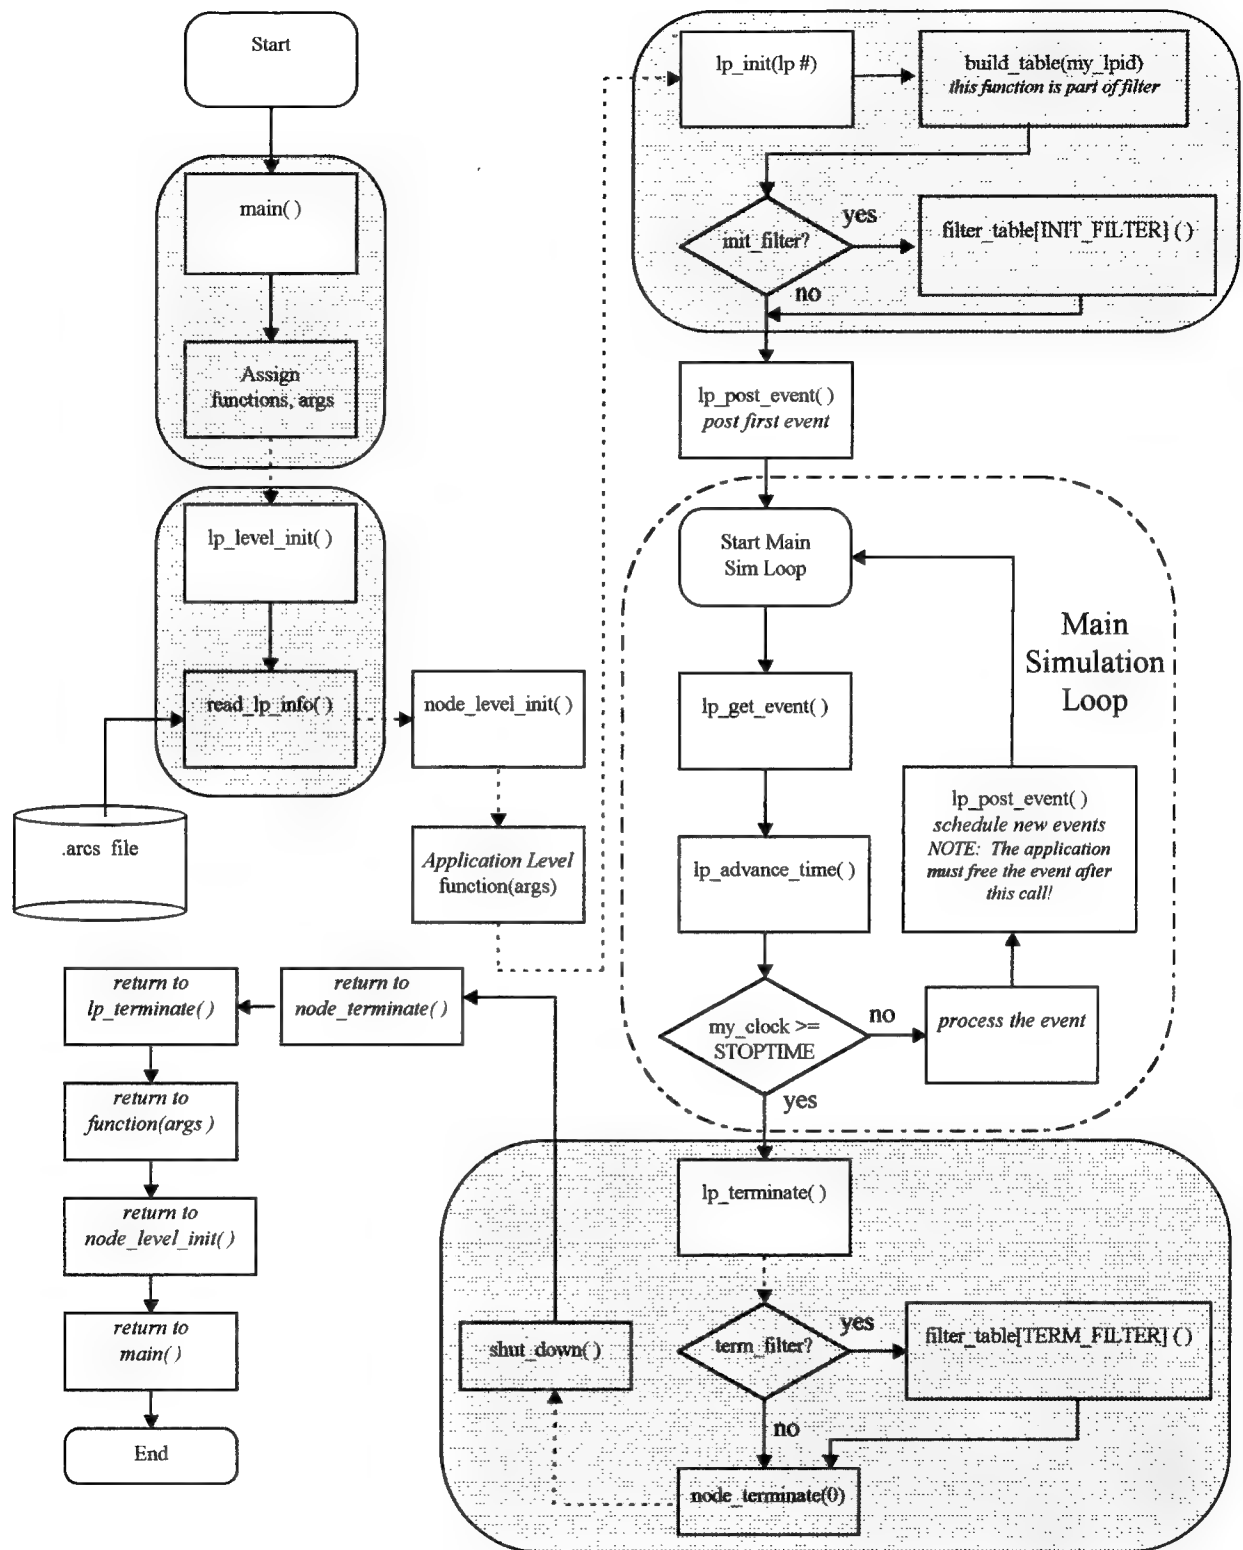 Start
main( )
Assign
functions, args
lp_level_init( )
read_lp_info( )
.arcs file
node_level_init( )
Application Level
function(args)
lp_init(lp #)
build_table(my_lpid)
this function is part of filter
init_filter?
yes
filter_table[INIT_FILTER] ( )
no
lp_post_event( )
post first event
Start Main
Sim Loop
Main
Simulation
Loop
lp_get_event( )
lp_advance_time( )
my_clock >=
STOPTIME
no
process the event
lp_post_event( )
schedule new events
NOTE: The application
must free the event after
this call!
yes
lp_terminate( )
term_filter?
yes
filter_table[TERM_FILTER] ( )
no
node_terminate(0)
shut_down( )
return to
node_terminate( )
return to
lp_terminate( )
return to
function(args )
return to
node_level_init( )
return to
main( )
End